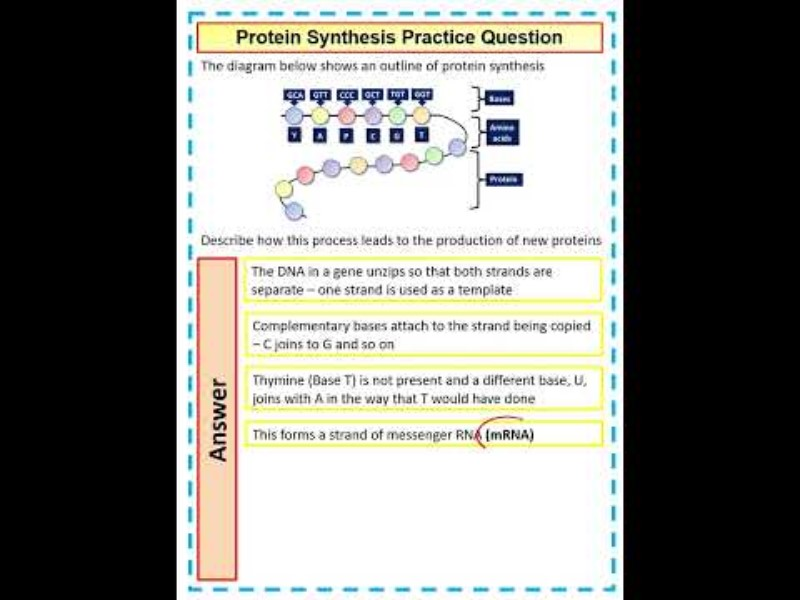 Protein Synthesis Practice Question
The diagram below shows an outline of protein synthesis
GCA GTT CCC GCT TGT GGT
Bases
Y A P C G T
Amino
acids
Protein
Describe how this process leads to the production of new proteins
Answer
The DNA in a gene unzips so that both strands are
separate – one strand is used as a template
Complementary bases attach to the strand being copied
– C joins to G and so on
Thymine (Base T) is not present and a different base, U,
joins with A in the way that T would have done
This forms a strand of messenger RNA (mRNA)